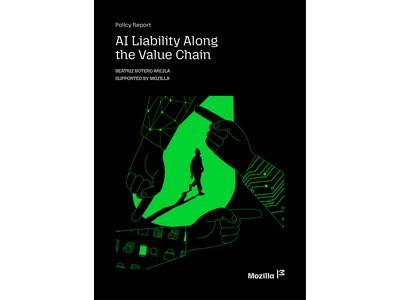 Policy Report
AI Liability Along
the Value Chain
BEATRIZ BOTERO ARCILA
SUPPORTED BY MOZILLA
Mozilla